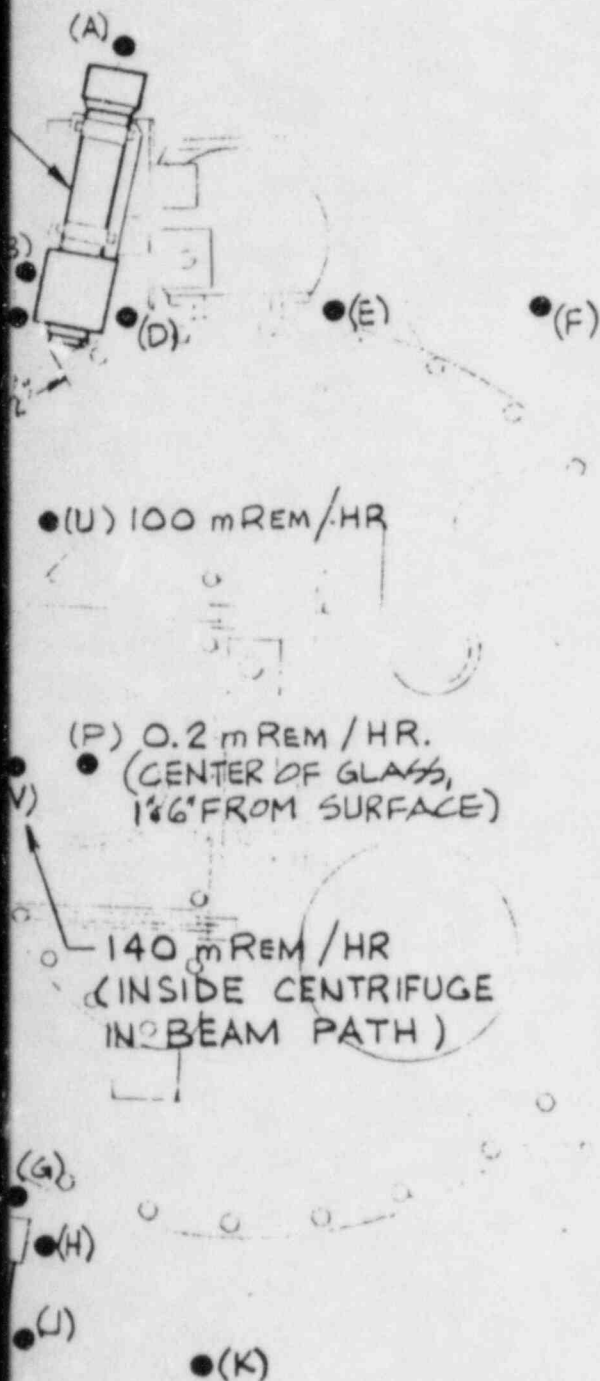 (A)
(D)
(E)
(F)
(U) 100 mREM/HR
(P) 0.2 mREM/HR.
(CENTER OF GLASS,
1'6" FROM SURFACE)
V)
140 mREM/HR
(INSIDE CENTRIFUGE
IN BEAM PATH)
(G)
(H)
(J)
(K)